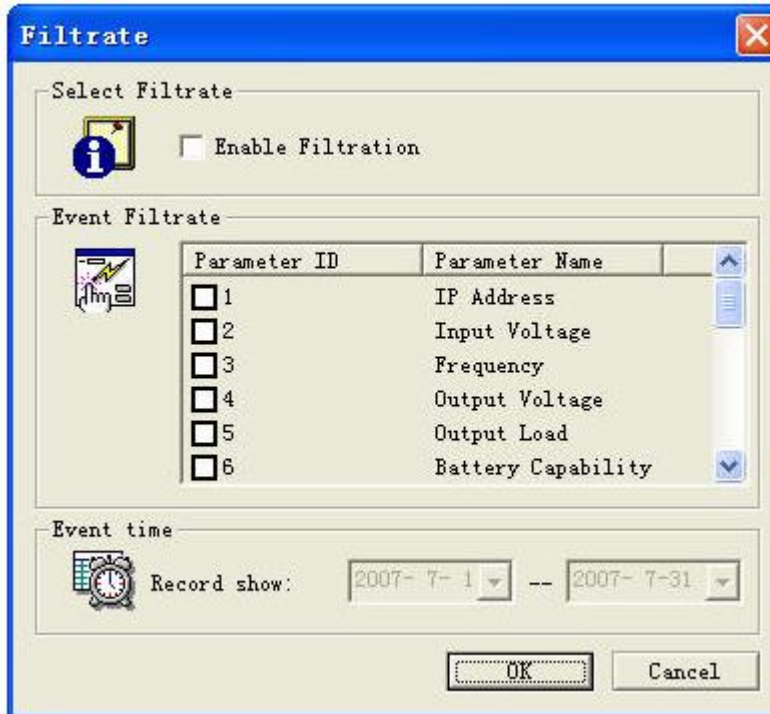 Filtrate
Select Filtrate
Enable Filtration
Event Filtrate
Parameter ID Parameter Name
1 IP Address
2 Input Voltage
3 Frequency
4 Output Voltage
5 Output Load
6 Battery Capability
Event time
Record show: 2007- 7- 1 -- 2007- 7-31
OK Cancel